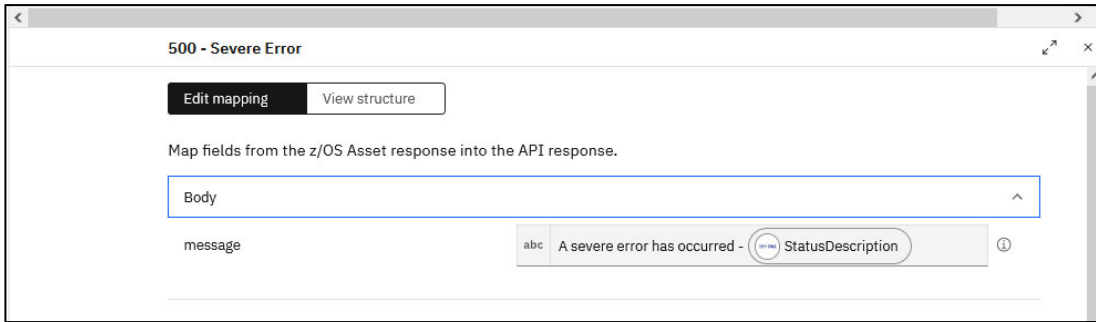 500 - Severe Error
Edit mapping View structure
Map fields from the z/OS Asset response into the API response.
Body
message abc A severe error has occurred - StatusDescription